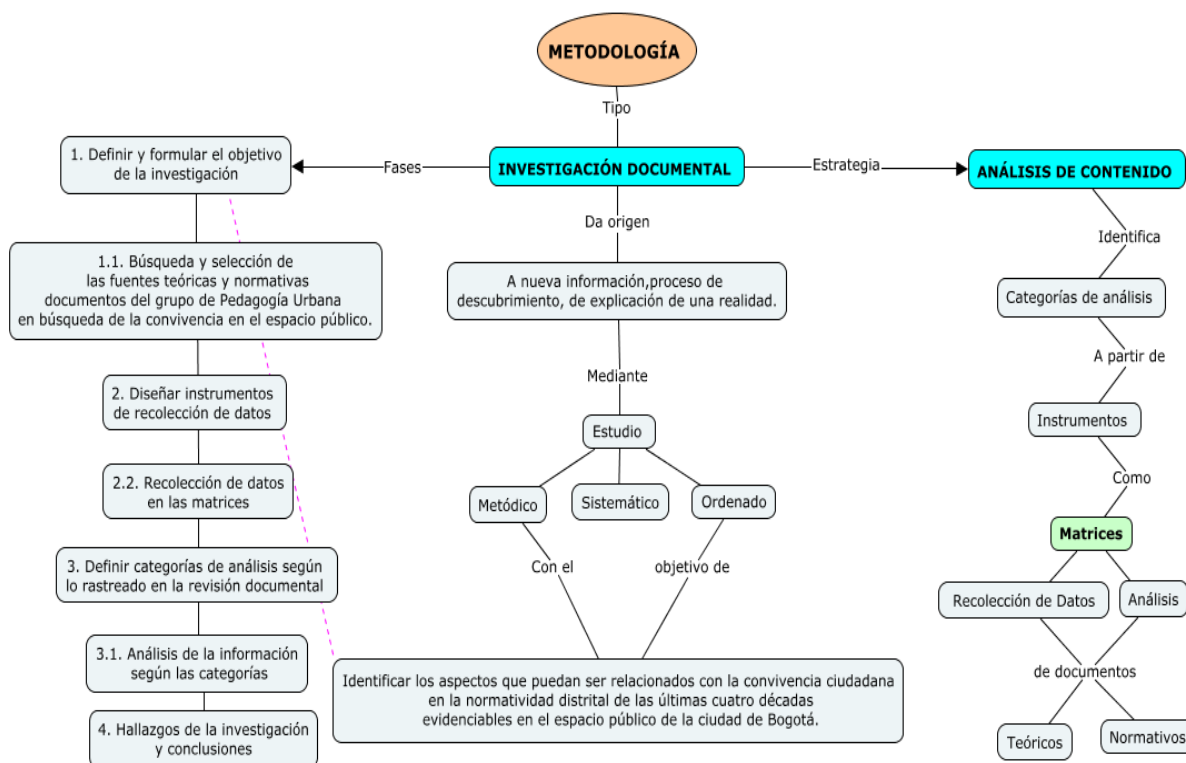 METODOLOGÍA
Tipo
INVESTIGACIÓN DOCUMENTAL
Fases
1. Definir y formular el objetivo
de la investigación
1.1. Búsqueda y selección de
las fuentes teóricas y normativas
documentos del grupo de Pedagogía Urbana
en búsqueda de la convivencia en el espacio público.
2. Diseñar instrumentos
de recolección de datos
2.2. Recolección de datos
en las matrices
3. Definir categorías de análisis según
lo rastreado en la revisión documental
3.1. Análisis de la información
según las categorías
4. Hallazgos de la investigación
y conclusiones
Da origen
A nueva información,proceso de
descubrimiento, de explicación de una realidad.
Mediante
Estudio
Metódico
Sistemático
Ordenado
Con el
objetivo de
Identificar los aspectos que puedan ser relacionados con la convivencia ciudadana
en la normatividad distrital de las últimas cuatro décadas
evidenciables en el espacio público de la ciudad de Bogotá.
Estrategia
ANÁLISIS DE CONTENIDO
Identifica
Categorías de análisis
A partir de
Instrumentos
Como
Matrices
Recolección de Datos
Análisis
de documentos
Teóricos
Normativos